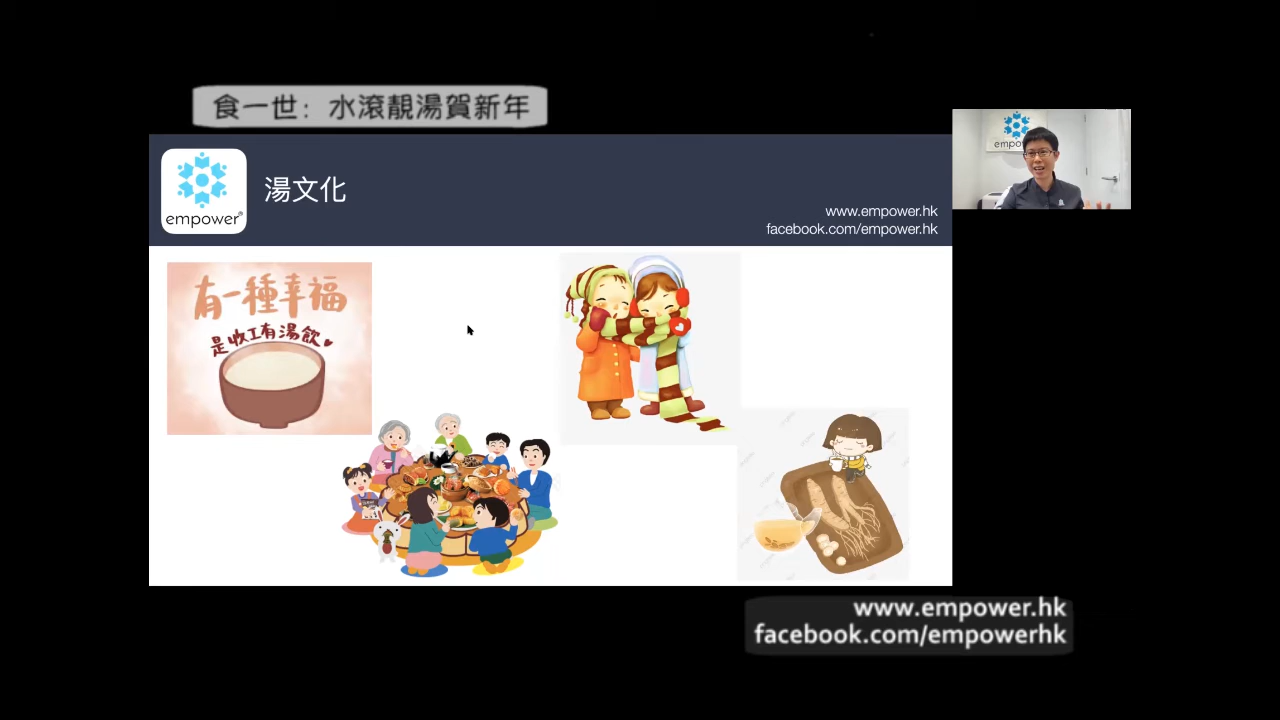 食一世：水滾靚湯賀新年
empower
湯文化
www.empower.hk
facebook.com/empower.hk
empower®
有一種幸福
是收工有湯飲
www.empower.hk
facebook.com/empowerhk